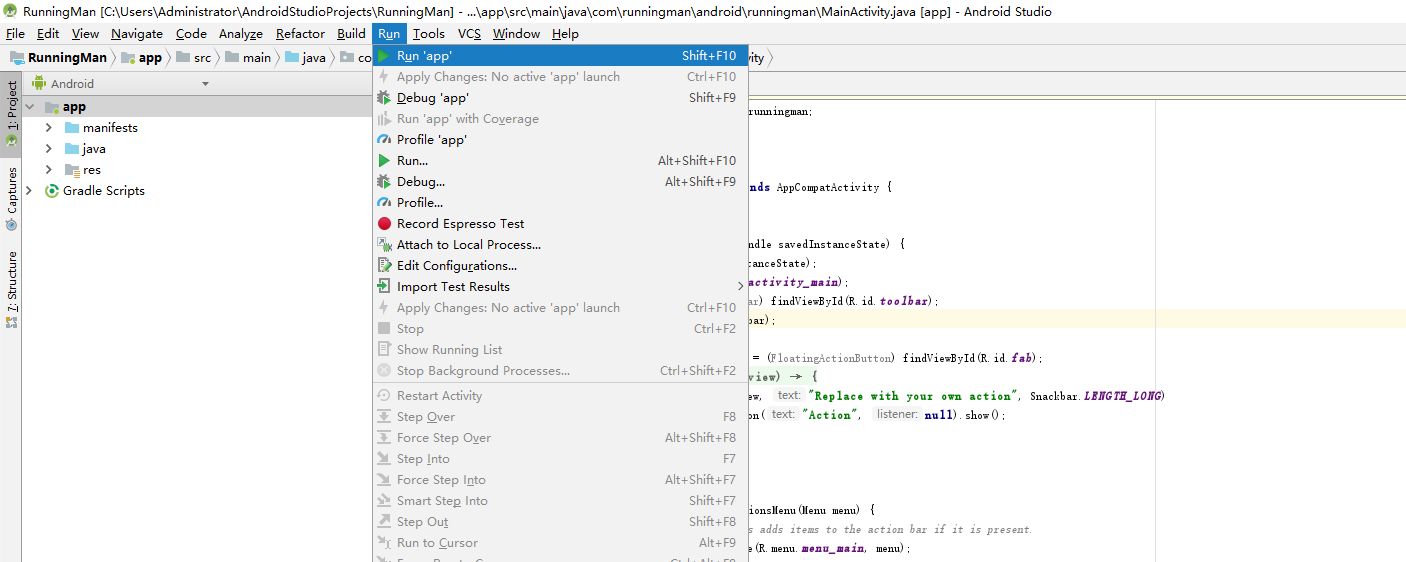 RunningMan [C:\Users\Administrator\AndroidStudioProjects\RunningMan] - ...\app\src\main\java\com\runningman\android\runningman\MainActivity.java [app] - Android Studio
File Edit View Navigate Code Analyze Refactor Build Run Tools VCS Window Help
RunningMan app src main java co vity
1: Project
Captures
7: Structure
Android
app
manifests
java
res
Gradle Scripts
Run 'app' Shift+F10
Apply Changes: No active 'app' launch Ctrl+F10
Debug 'app' Shift+F9
Run 'app' with Coverage
Profile 'app'
Run... Alt+Shift+F10
Debug... Alt+Shift+F9
Profile...
Record Espresso Test
Attach to Local Process...
Edit Configurations...
Import Test Results
Apply Changes: No active 'app' launch Ctrl+F10
Stop Ctrl+F2
Show Running List
Stop Background Processes... Ctrl+Shift+F2
Restart Activity
Step Over F8
Force Step Over Alt+Shift+F8
Step Into F7
Force Step Into Alt+Shift+F7
Smart Step Into Shift+F7
Step Out Shift+F8
Run to Cursor Alt+F9
runningman;
nds AppCompatActivity {
ndle savedInstanceState) {
tanceState);
activity_main);
ar) findViewById(R.id.toolbar);
bar);
= (FloatingActionButton) findViewById(R.id.fab);
view) → {
ew, text: "Replace with your own action", Snackbar.LENGTH_LONG)
on( text: "Action", listener: null).show();
ionsMenu(Menu menu) {
s adds items to the action bar if it is present.
e(R.menu.menu_main, menu);